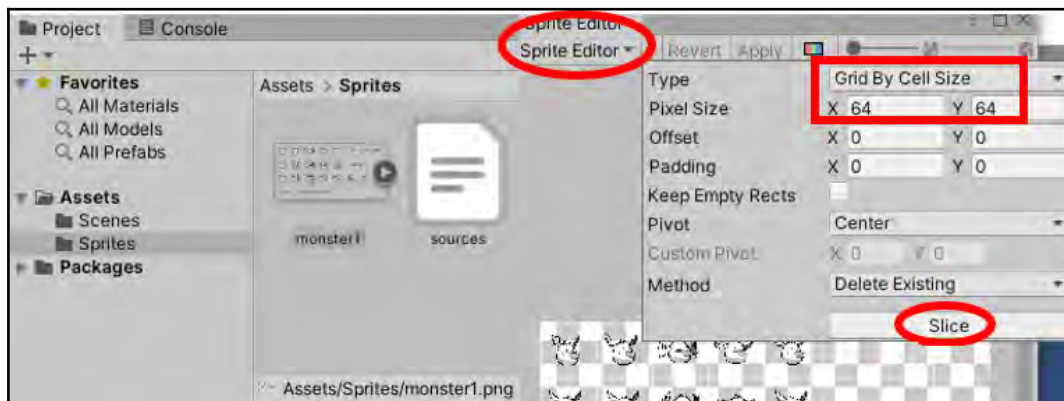 Project
Console
Favorites
All Materials
All Models
All Prefabs
Assets
Scenes
Sprites
Packages
Assets > Sprites
monster1
sources
Assets/Sprites/monster1.png
Sprite Editor
Sprite Editor
Revert
Apply
Type Grid By Cell Size
Pixel Size X 64 Y 64
Offset X 0 Y 0
Padding X 0 Y 0
Keep Empty Rects
Pivot Center
Custom Pivot X 0 Y 0
Method Delete Existing
Slice